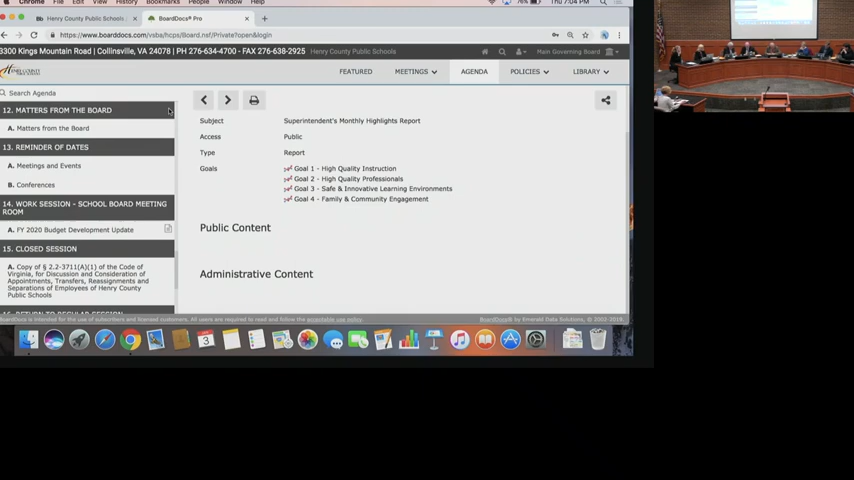 Chrome File Edit View History Bookmarks People Window Help 76% Thu 7:04 PM
Henry County Public Schools
BoardDocs® Pro
https://www.boarddocs.com/vsba/hcps/Board.nsf/Private?open&login
3300 Kings Mountain Road | Collinsville, VA 24078 | PH 276-634-4700 - FAX 276-638-2925 Henry County Public Schools Main Governing Board
HENRY COUNTY
FEATURED MEETINGS AGENDA POLICIES LIBRARY
Search Agenda
12. MATTERS FROM THE BOARD
A. Matters from the Board
13. REMINDER OF DATES
A. Meetings and Events
B. Conferences
14. WORK SESSION - SCHOOL BOARD MEETING
ROOM
A. FY 2020 Budget Development Update
15. CLOSED SESSION
A. Copy of § 2.2-3711(A)(1) of the Code of
Virginia, for Discussion and Consideration of
Appointments, Transfers, Reassignments and
Separations of Employees of Henry County
Public Schools
16. RETURN TO REGULAR SESSION
Subject Superintendent's Monthly Highlights Report
Access Public
Type Report
Goals Goal 1 - High Quality Instruction
Goal 2 - High Quality Professionals
Goal 3 - Safe & Innovative Learning Environments
Goal 4 - Family & Community Engagement
Public Content
Administrative Content
BoardDocs is for the use of subscribers and licensed customers. All users are required to read and follow the acceptable use policy.
BoardDocs® by Emerald Data Solutions, © 2002-2019.
3